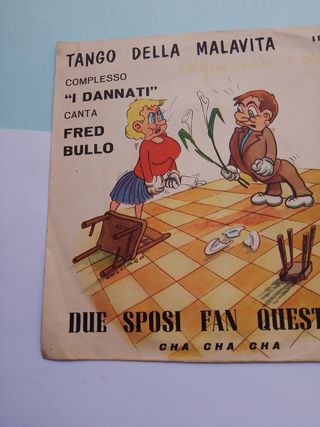 TANGO DELLA MALAVITA
COMPLESSO
"I DANNATI"
CANTA
FRED
BULLO
DUE SPOSI FAN QUEST
CHA CHA CHA